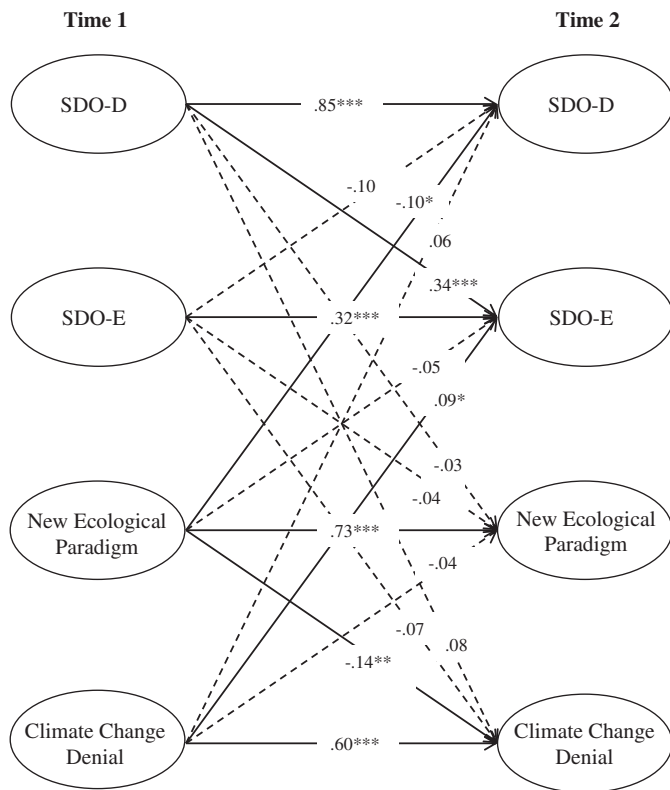 Time 1
Time 2
SDO-D
.85***
SDO-D
-.10
-.10*
.06
.34***
SDO-E
.32***
SDO-E
-.05
.09*
-.03
-.04
New Ecological
Paradigm
.73***
New Ecological
Paradigm
-.04
-.07
.08
-.14**
Climate Change
Denial
.60***
Climate Change
Denial